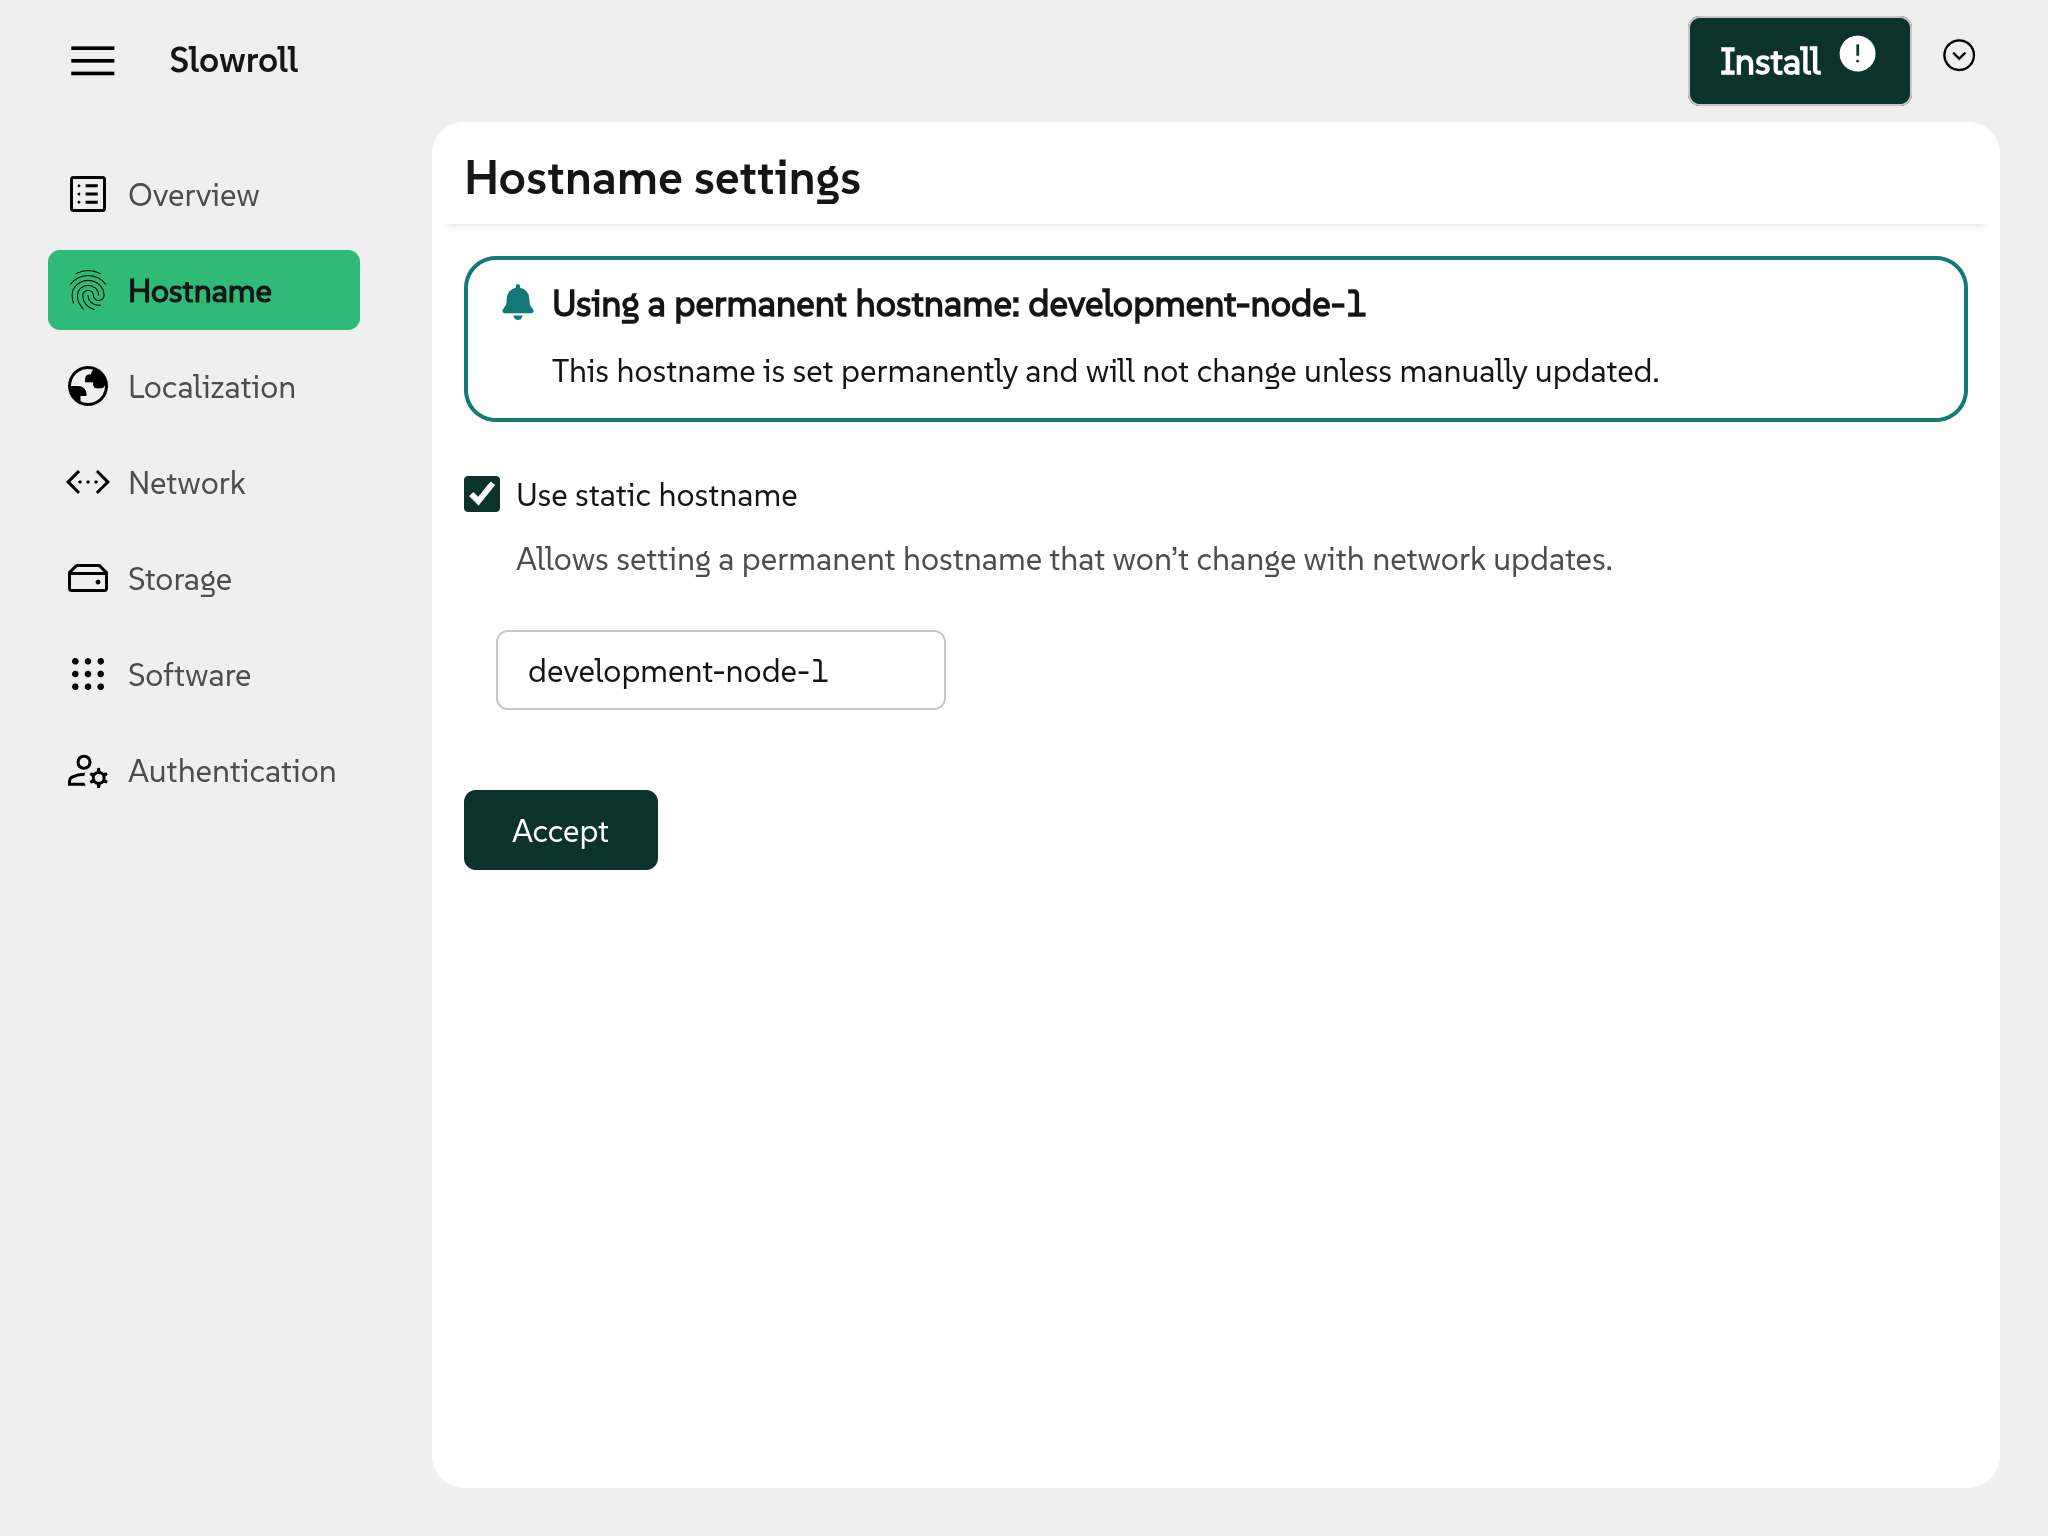 Slowroll
Install
Overview
Hostname
Localization
Network
Storage
Software
Authentication
Hostname settings
Using a permanent hostname: development-node-1
This hostname is set permanently and will not change unless manually updated.
Use static hostname
Allows setting a permanent hostname that won’t change with network updates.
development-node-1
Accept